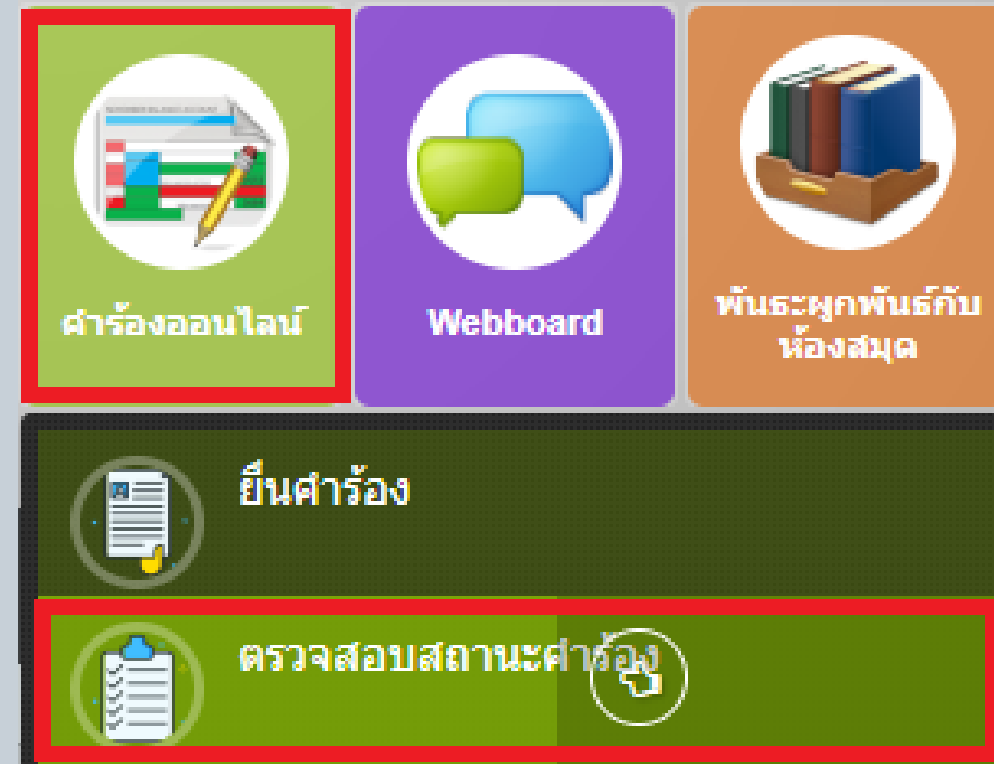 คำร้องออนไลน์
Webboard
พันธะผูกพันธ์กับ
ห้องสมุด
ยื่นคำร้อง
ตรวจสอบสถานะคำร้อง